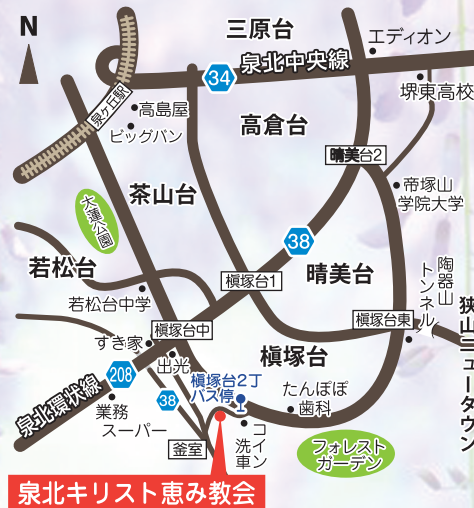 N
三原台
エディオン
泉北中央線
34
堺東高校
泉ヶ丘駅
高島屋
ビッグバン
高倉台
晴美台2
茶山台
帝塚山
学院大学
大蓮公園
38
若松台
槇塚台1
晴美台
陶器山
トンネル
狭山ニュータウン
若松台中学
槇塚台中
槇塚台東
すき家
出光
槇塚台
208
泉北環状線
槇塚台2丁
バス停
たんぽぽ
歯科
38
業務
スーパー
釜室
コイン
洗車
フォレスト
ガーデン
泉北キリスト恵み教会